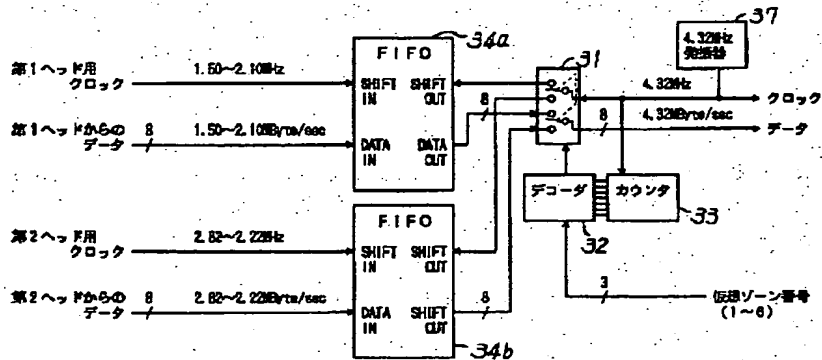 34a
37
FIFO
31
4.32MHz
発振器
第1ヘッド用
クロック
1.50〜2.10MHz
SHIFT
IN
SHIFT
OUT
4.32MHz
クロック
第1ヘッドからの
データ
8
1.50〜2.10MByte/sec
DATA
IN
DATA
OUT
8
8
4.32MByte/sec
データ
デコーダ
カウンタ
33
32
FIFO
第2ヘッド用
クロック
2.82〜2.22MHz
SHIFT
IN
SHIFT
OUT
第2ヘッドからの
データ
8
2.82〜2.22MByte/sec
DATA
IN
SHIFT
OUT
8
3
仮想ゾーン番号
(1〜6)
34b